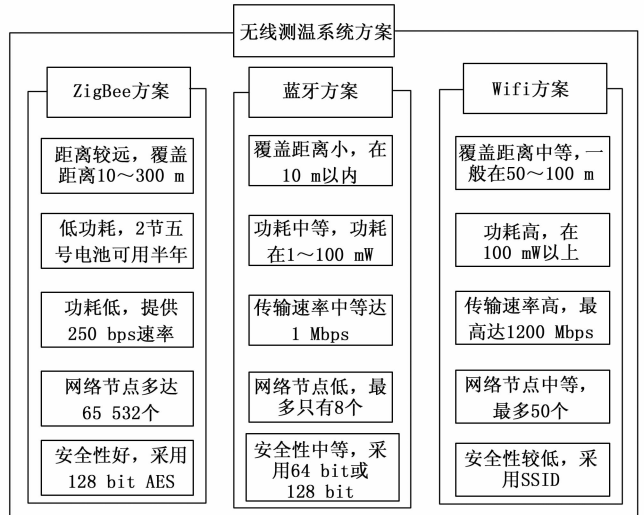 无线测温系统方案
ZigBee方案
距离较远，覆盖
距离10～300 m
低功耗，2节五
号电池可用半年
功耗低，提供
250 bps速率
网络节点多达
65 532个
安全性好，采用
128 bit AES
蓝牙方案
覆盖距离小，在
10 m以内
功耗中等，功耗
在1～100 mW
传输速率中等达
1 Mbps
网络节点低，最
多只有8个
安全性中等，采
用64 bit或
128 bit
Wifi方案
覆盖距离中等，一
般在50～100 m
功耗高，在
100 mW以上
传输速率高，最
高达1200 Mbps
网络节点中等，
最多50个
安全性较低，采
用SSID